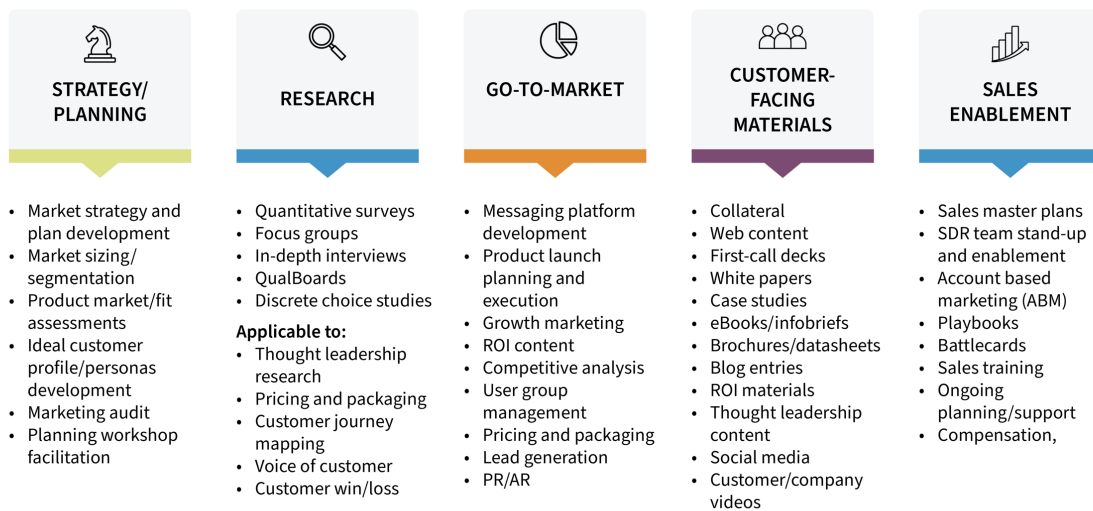 STRATEGY/
PLANNING
• Market strategy and
plan development
• Market sizing/
segmentation
• Product market/fit
assessments
• Ideal customer
profile/personas
development
• Marketing audit
• Planning workshop
facilitation
RESEARCH
• Quantitative surveys
• Focus groups
• In-depth interviews
• QualBoards
• Discrete choice studies
Applicable to:
• Thought leadership
research
• Pricing and packaging
• Customer journey
mapping
• Voice of customer
• Customer win/loss
GO-TO-MARKET
• Messaging platform
development
• Product launch
planning and
execution
• Growth marketing
• ROI content
• Competitive analysis
• User group
management
• Pricing and packaging
• Lead generation
• PR/AR
CUSTOMER-
FACING
MATERIALS
• Collateral
• Web content
• First-call decks
• White papers
• Case studies
• eBooks/infobriefs
• Brochures/datasheets
• Blog entries
• ROI materials
• Thought leadership
content
• Social media
• Customer/company
videos
SALES
ENABLEMENT
• Sales master plans
• SDR team stand-up
and enablement
• Account based
marketing (ABM)
• Playbooks
• Battlecards
• Sales training
• Ongoing
planning/support
• Compensation,